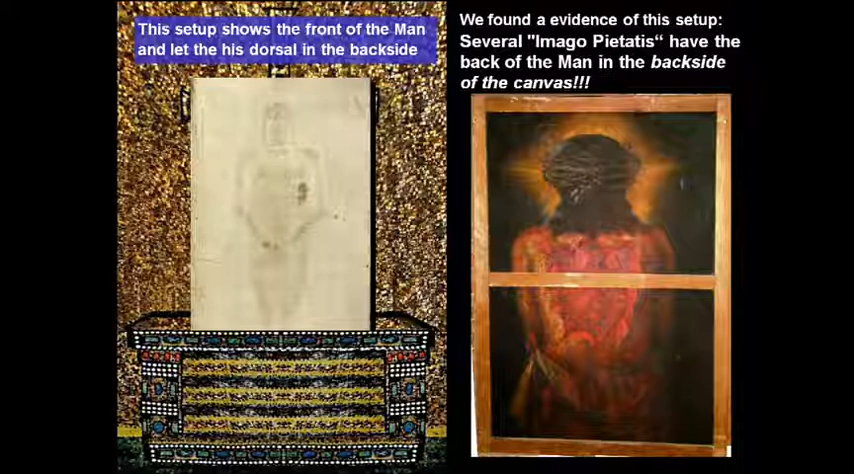 This setup shows the front of the Man
and let the his dorsal in the backside
We found a evidence of this setup:
Several "Imago Pietatis“ have the
back of the Man in the backside
of the canvas!!!